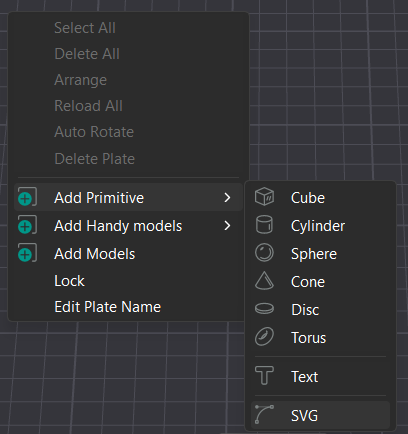 Select All
Delete All
Arrange
Reload All
Auto Rotate
Delete Plate
Add Primitive
Add Handy models
Add Models
Lock
Edit Plate Name
Cube
Cylinder
Sphere
Cone
Disc
Torus
Text
SVG